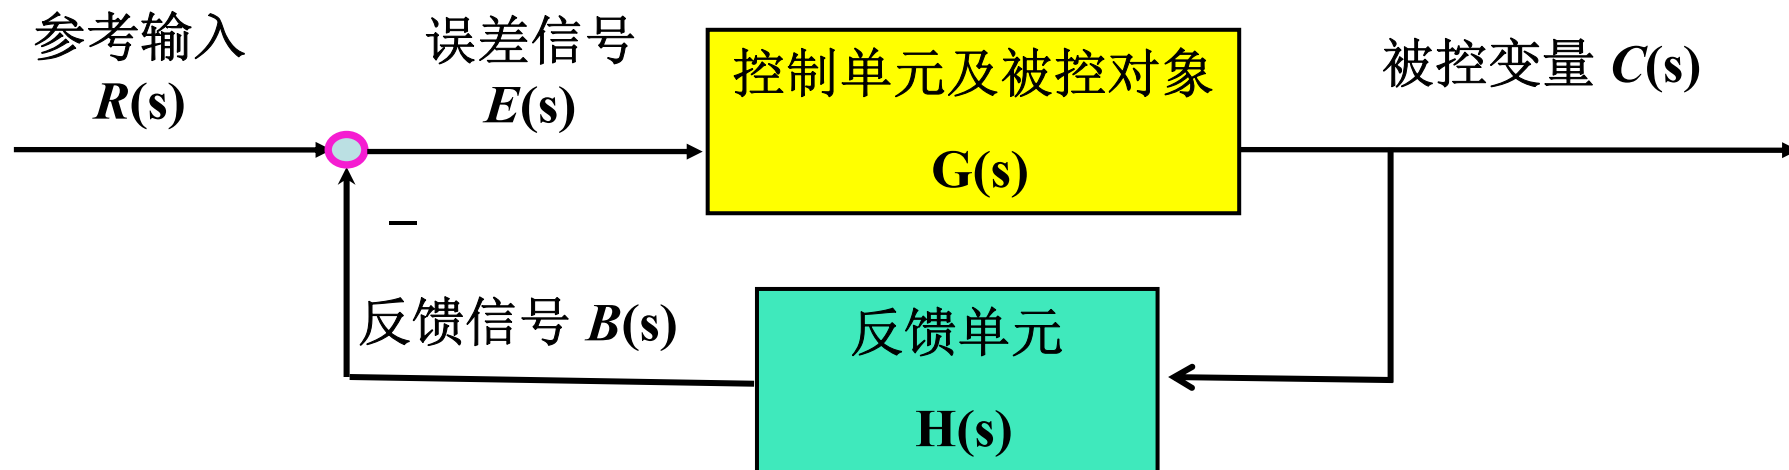 参考输入
R(s)
误差信号
E(s)
控制单元及被控对象
G(s)
被控变量 C(s)
–
反馈信号 B(s)
反馈单元
H(s)